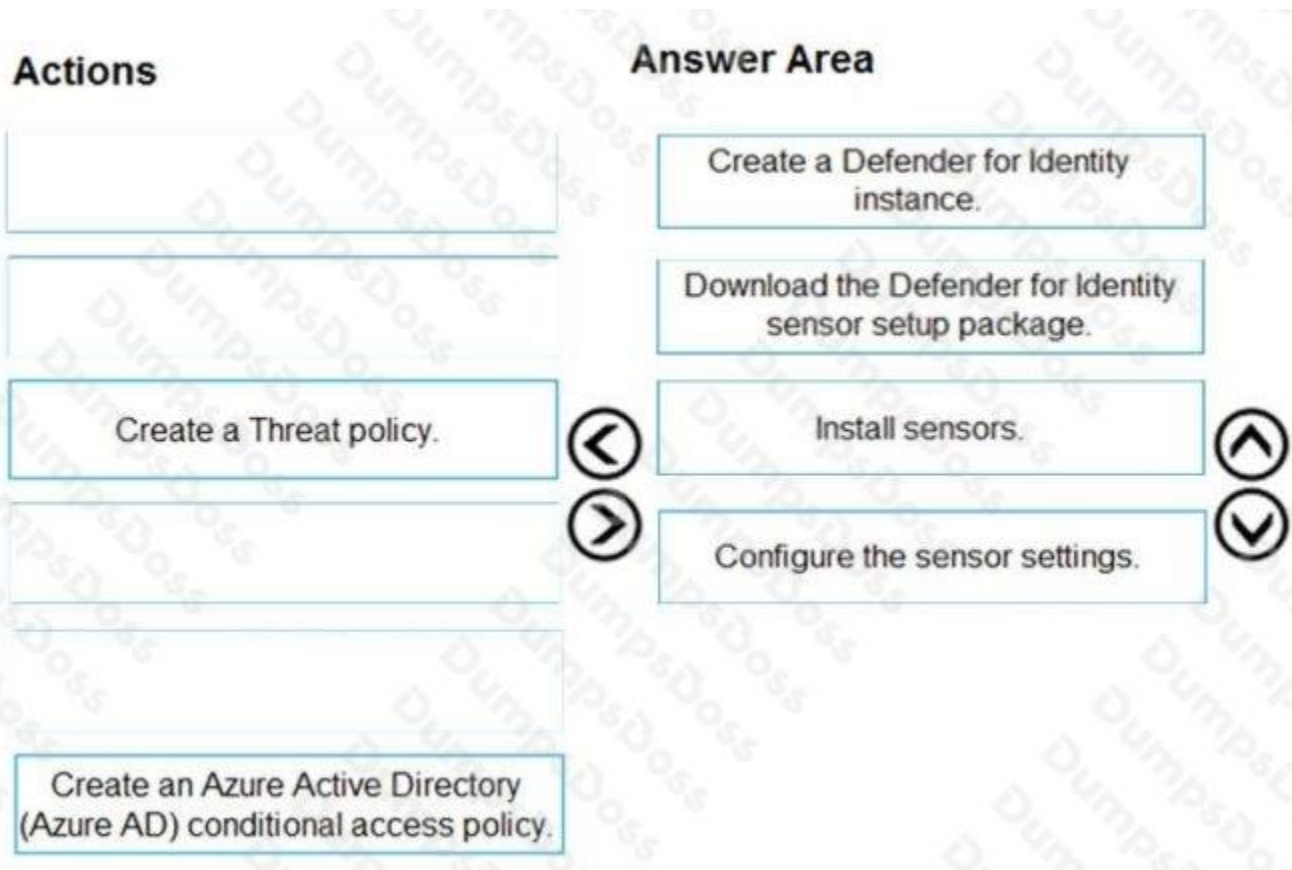 Actions
Answer Area
Create a Threat policy.
Create an Azure Active Directory
(Azure AD) conditional access policy.
Create a Defender for Identity
instance.
Download the Defender for Identity
sensor setup package.
Install sensors.
Configure the sensor settings.
DumpsDoss